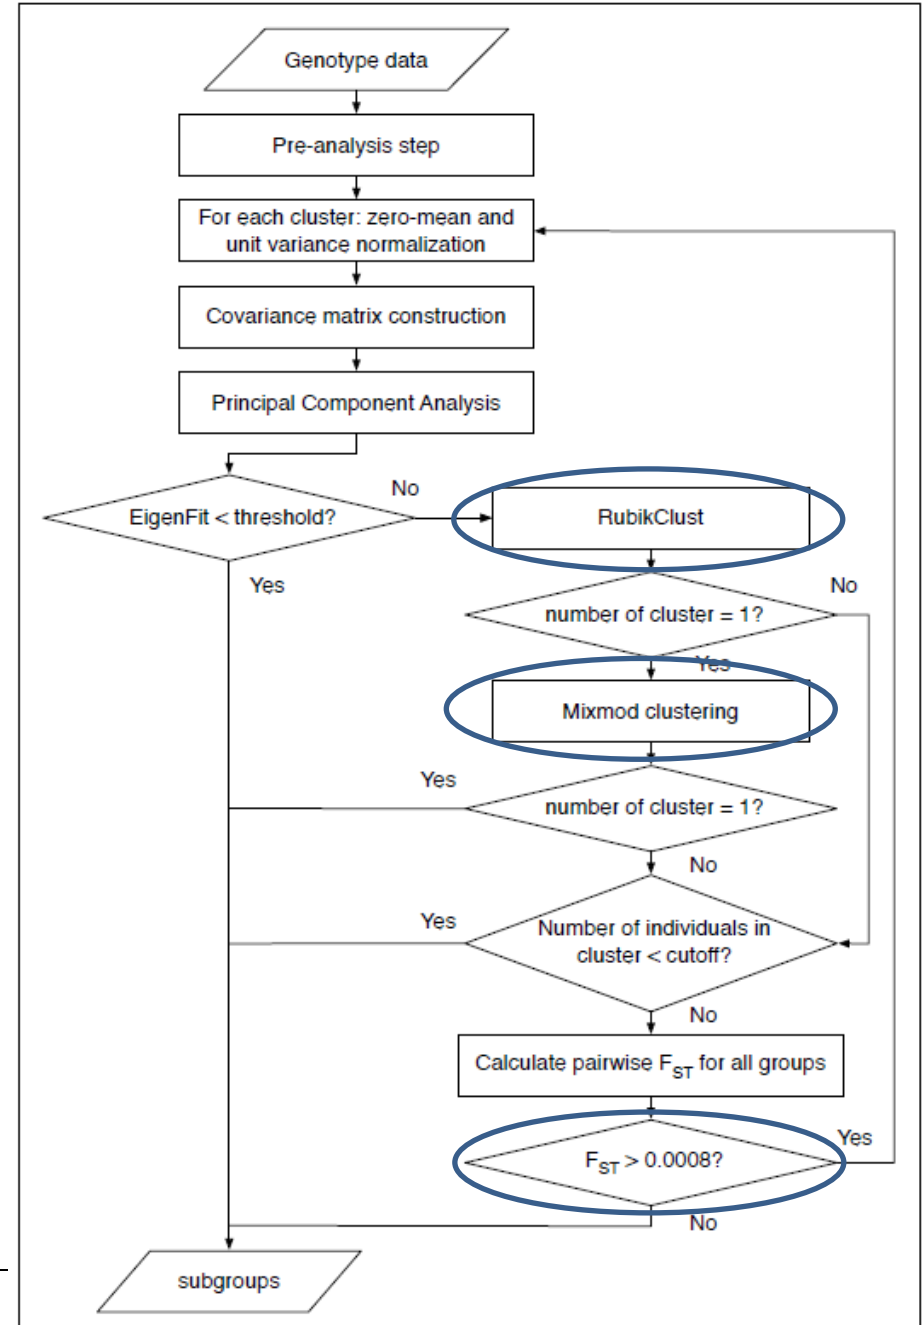 Genotype data
Pre-analysis step
For each cluster: zero-mean and
unit variance normalization
Covariance matrix construction
Principal Component Analysis
EigenFit < threshold?
No
RubikClust
Yes
number of cluster = 1?
No
Yes
Mixmod clustering
Yes
number of cluster = 1?
No
Yes
Number of individuals in
cluster < cutoff?
No
Calculate pairwise FST for all groups
FST > 0.0008?
Yes
No
subgroups